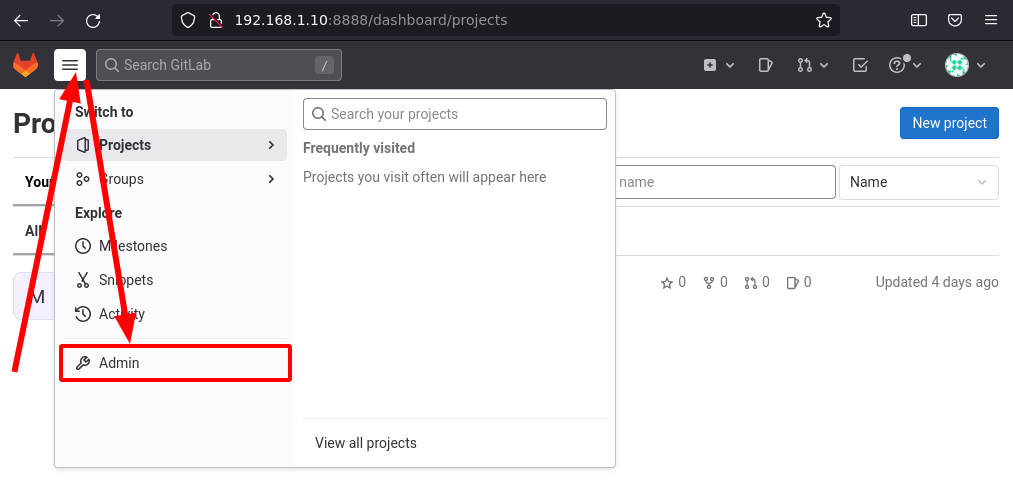 192.168.1.10:8888/dashboard/projects
Search GitLab /
Switch to
Search your projects
Pro
New project
Projects
Frequently visited
Groups
Projects you visit often will appear here
You
name
Name
Explore
All
Milestones
Snippets
M
0 0 0 0
Updated 4 days ago
Activity
Admin
View all projects